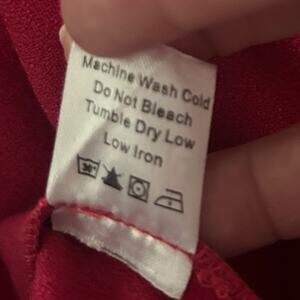 Machine Wash Cold
Do Not Bleach
Tumble Dry Low
Low Iron